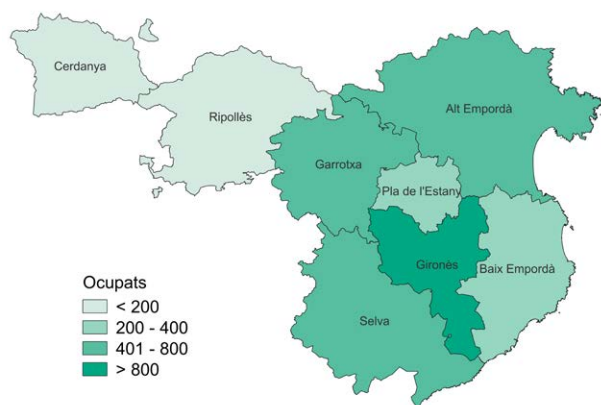 Cerdanya
Ripollès
Alt Empordà
Garrotxa
Pla de l'Estany
Gironès
Baix Empordà
Selva
Ocupats
< 200
200 - 400
401 - 800
> 800